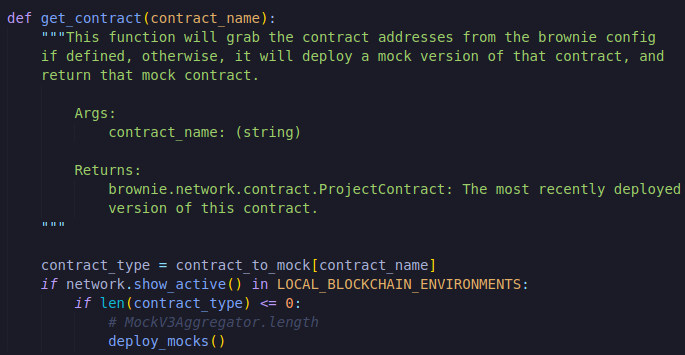 def get_contract(contract_name):
    """This function will grab the contract addresses from the brownie config
    if defined, otherwise, it will deploy a mock version of that contract, and
    return that mock contract.

        Args:
            contract_name: (string)

        Returns:
            brownie.network.contract.ProjectContract: The most recently deployed
            version of this contract.
    """

    contract_type = contract_to_mock[contract_name]
    if network.show_active() in LOCAL_BLOCKCHAIN_ENVIRONMENTS:
        if len(contract_type) <= 0:
            # MockV3Aggregator.length
            deploy_mocks()